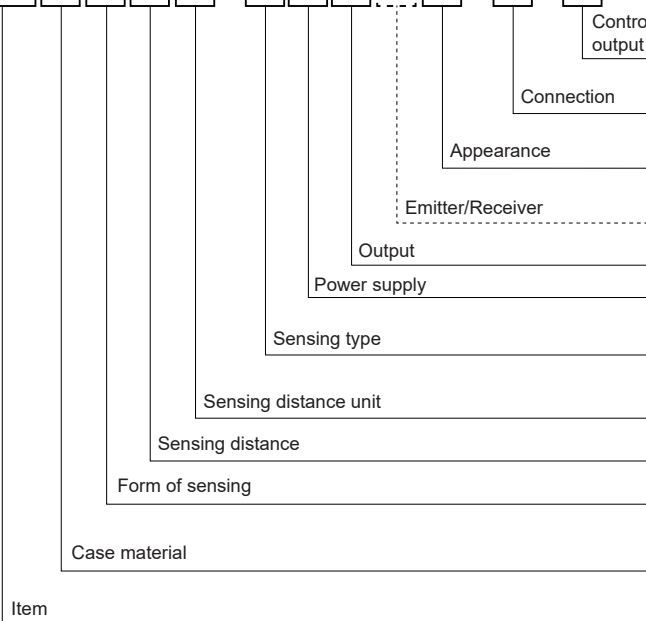 output
Connection
Appearance
Emitter/Receiver
Output
Power supply
Sensing type
Sensing distance unit
Sensing distance
Form of sensing
Case material
Item